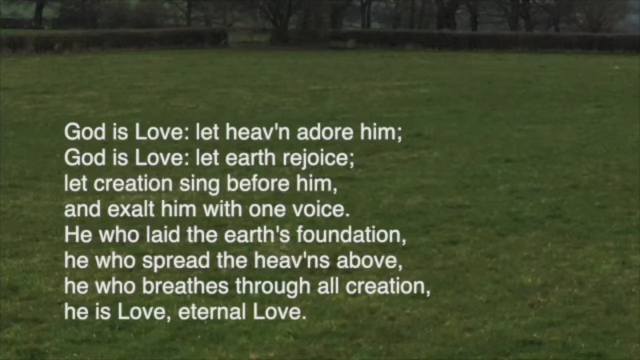 God is Love: let heav'n adore him;
God is Love: let earth rejoice;
let creation sing before him,
and exalt him with one voice.
He who laid the earth's foundation,
he who spread the heav'ns above,
he who breathes through all creation,
he is Love, eternal Love.